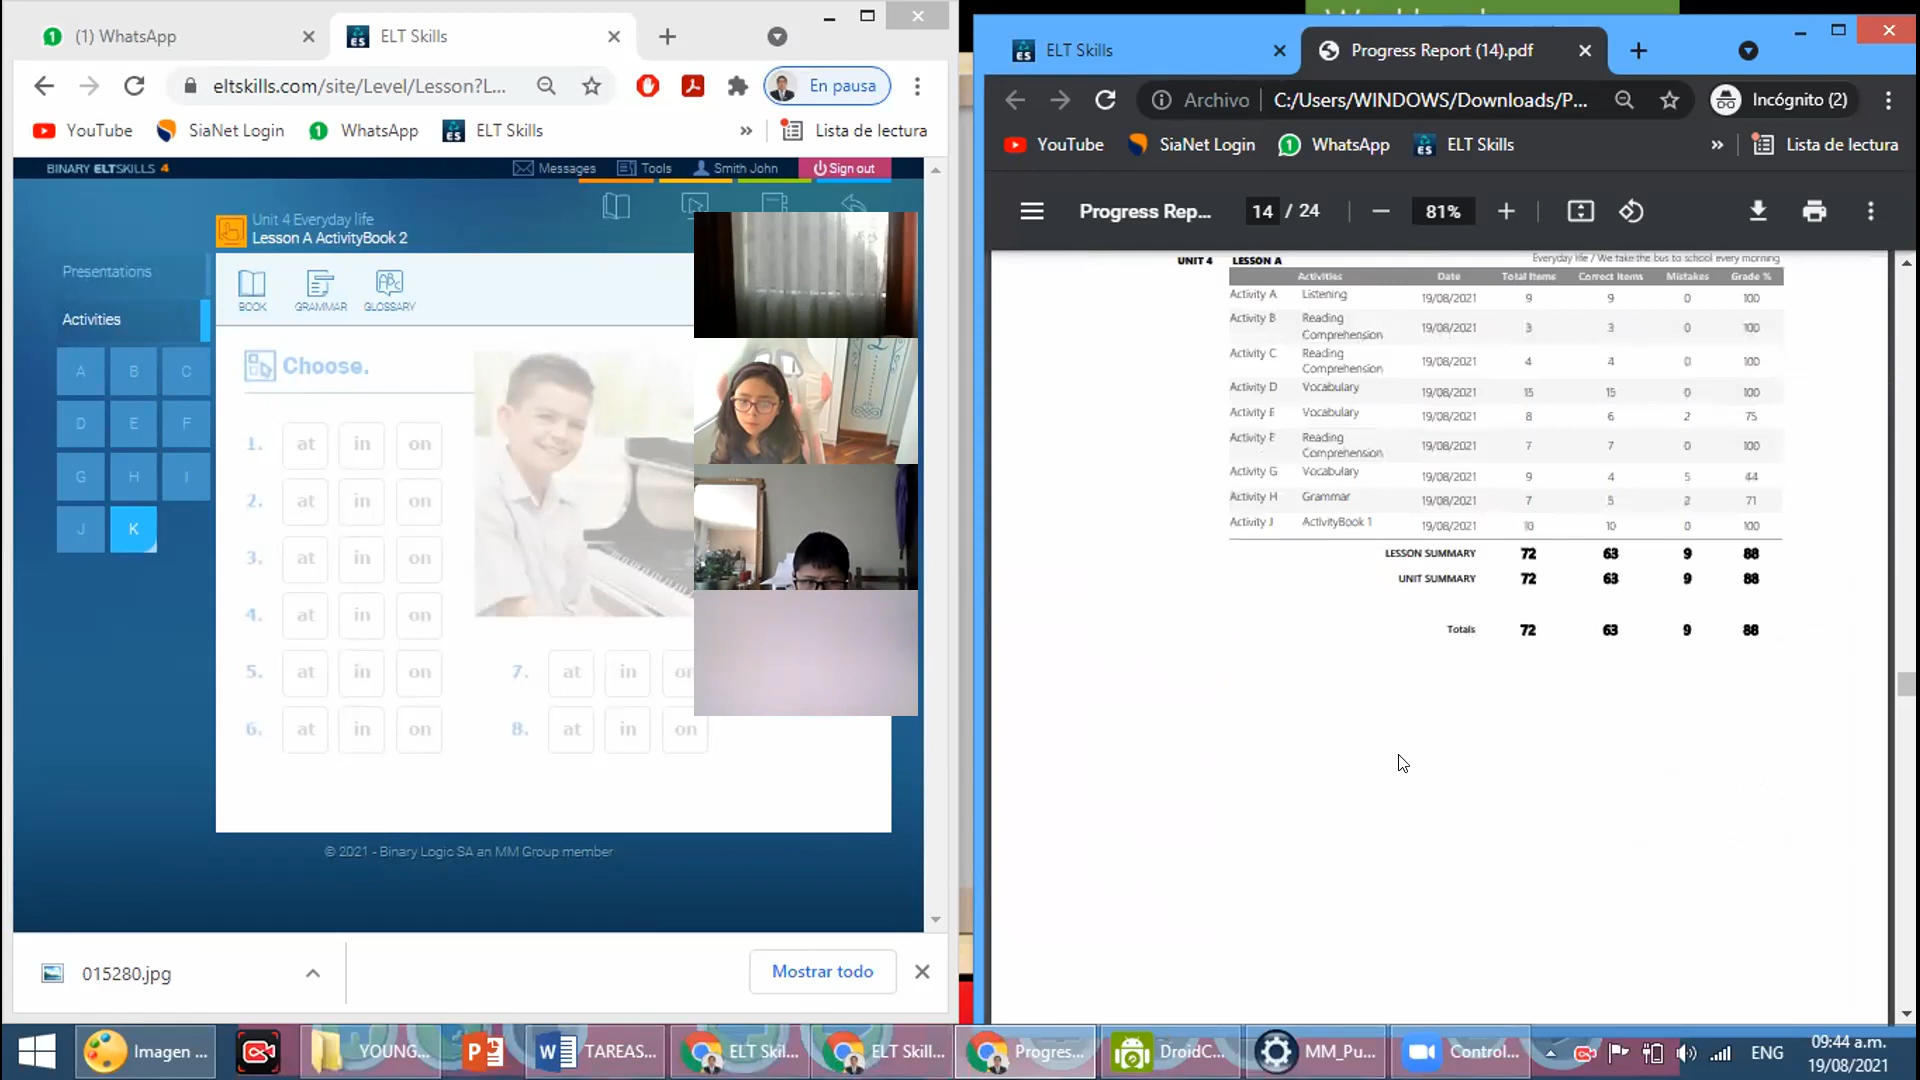 (1) WhatsApp
ELT Skills
eltskills.com/site/Level/Lesson?L...
En pausa
YouTube
SiaNet Login
WhatsApp
ELT Skills
»
Lista de lectura
BINARY ELTSKILLS 4
Messages
Tools
Smith John
Sign out
Unit 4 Everyday life
Lesson A ActivityBook 2
Presentations
Activities
A B C
D E F
G H I
J K
BOOK
GRAMMAR
GLOSSARY
Choose.
1. at in on
2. at in on
3. at in on
4. at in on
5. at in on
6. at in on
7. at in
8. at in on
© 2021 - Binary Logic SA an MM Group member
015280.jpg
Mostrar todo
ELT Skills
Progress Report (14).pdf
Archivo
C:/Users/WINDOWS/Downloads/P...
Incógnito (2)
YouTube
SiaNet Login
WhatsApp
ELT Skills
»
Lista de lectura
Progress Rep...
14 / 24
81%
UNIT 4 LESSON A Everyday life / We take the bus to school every morning
Activities Date Total Items Correct Items Mistakes Grade %
Activity A Listening 19/08/2021 9 9 0 100
Activity B Reading Comprehension 19/08/2021 3 3 0 100
Activity C Reading Comprehension 19/08/2021 4 4 0 100
Activity D Vocabulary 19/08/2021 15 15 0 100
Activity E Vocabulary 19/08/2021 8 6 2 75
Activity F Reading Comprehension 19/08/2021 7 7 0 100
Activity G Vocabulary 19/08/2021 9 4 5 44
Activity H Grammar 19/08/2021 7 5 2 71
Activity J ActivityBook 1 19/08/2021 10 10 0 100
LESSON SUMMARY 72 63 9 88
UNIT SUMMARY 72 63 9 88
Totals 72 63 9 88
Imagen ...
YOUNG...
TAREAS...
ELT Skil...
ELT Skill...
Progres...
DroidC...
MM_Pu...
Control...
ENG
09:44 a.m.
19/08/2021